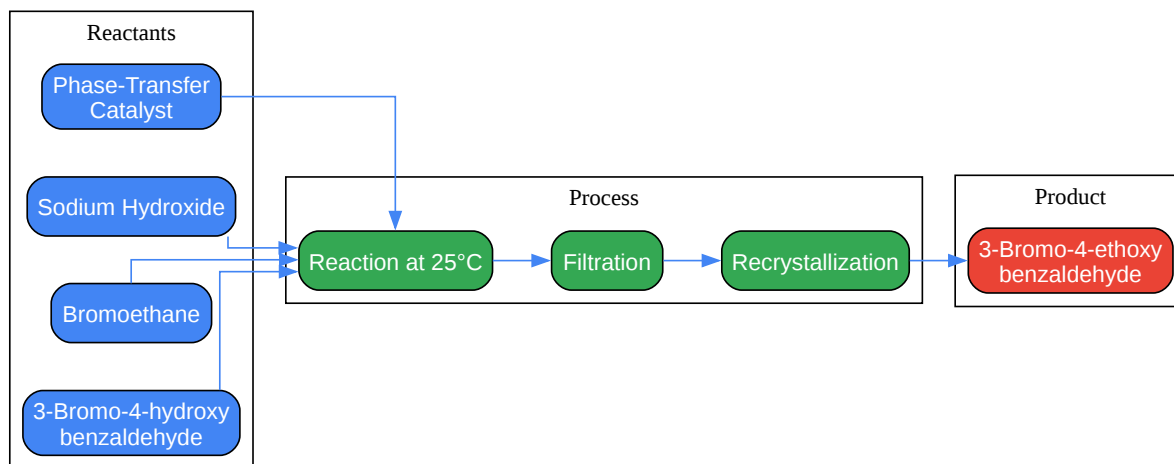 Reactants
Phase-Transfer
Catalyst
Sodium Hydroxide
Bromoethane
3-Bromo-4-hydroxy
benzaldehyde
Process
Reaction at 25°C
Filtration
Recrystallization
Product
3-Bromo-4-ethoxy
benzaldehyde